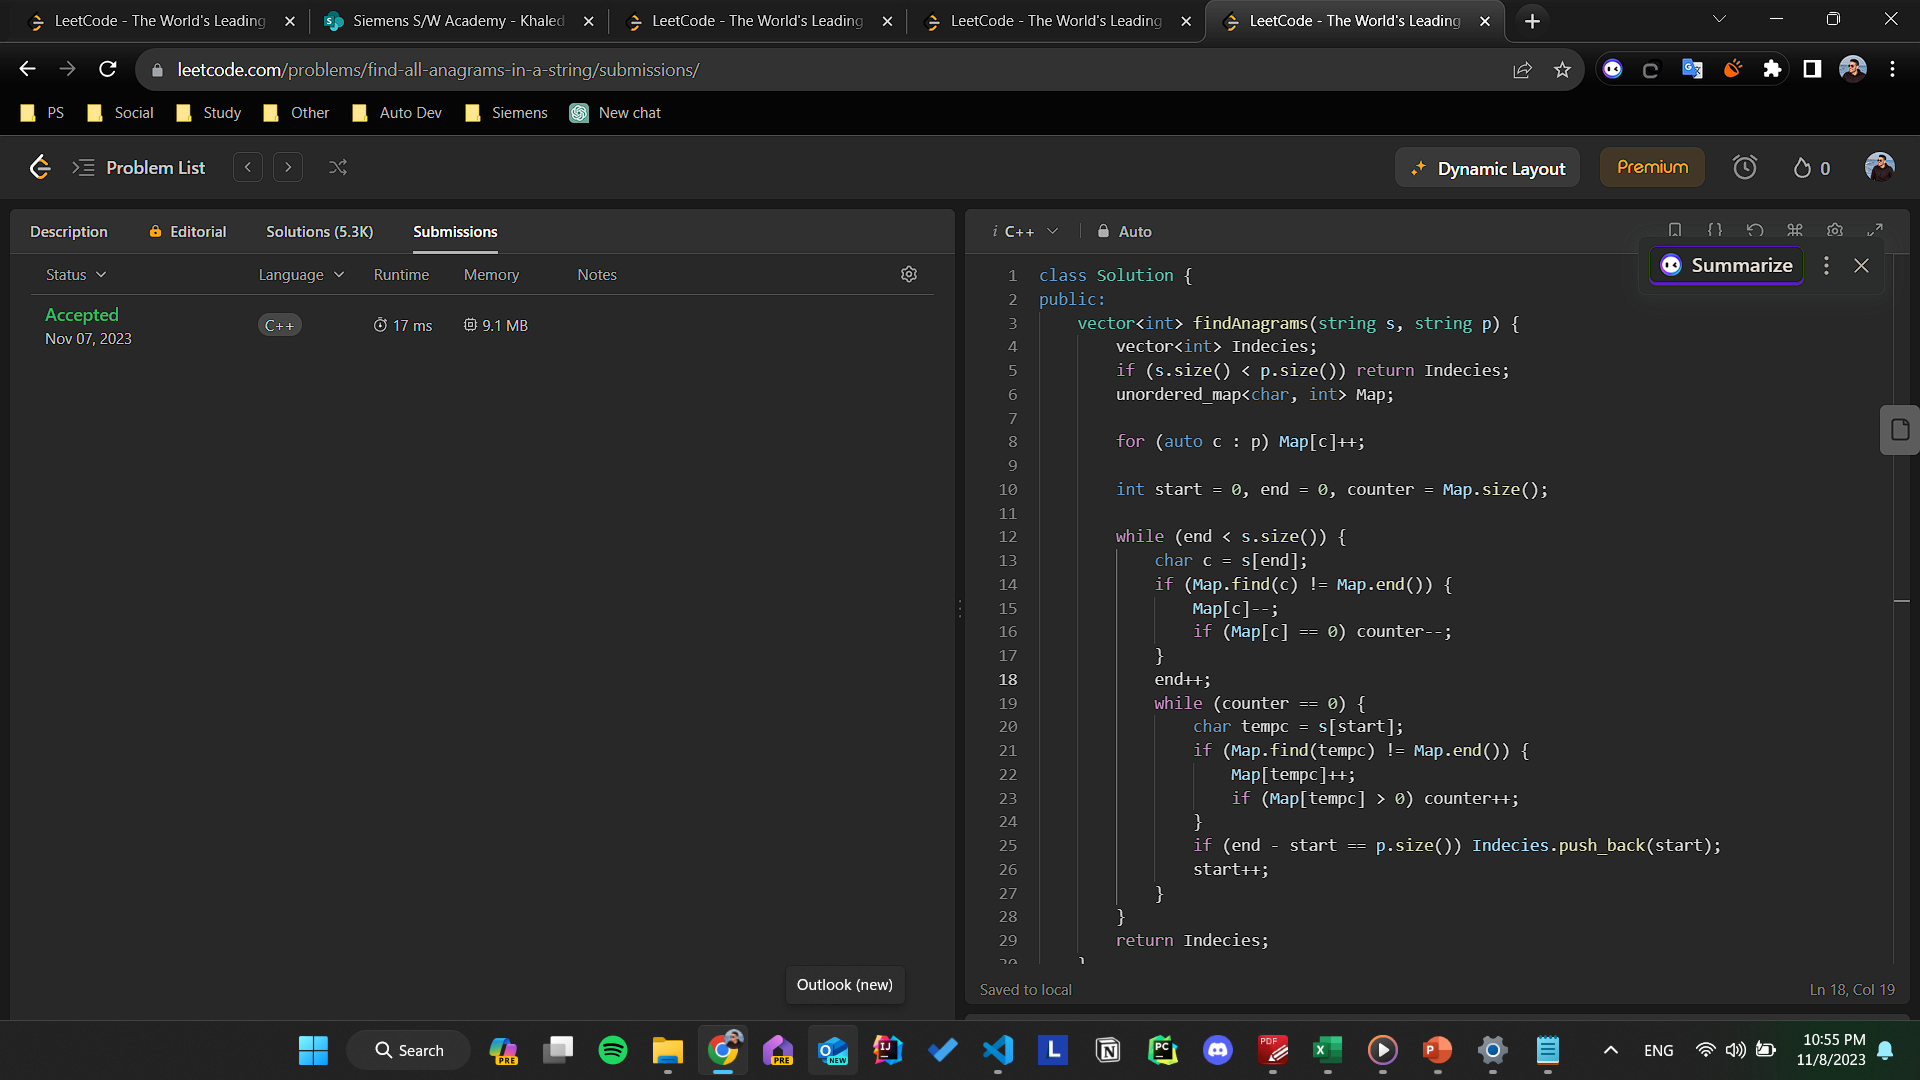 LeetCode - The World's Leading
Siemens S/W Academy - Khaled
LeetCode - The World's Leading
LeetCode - The World's Leading
LeetCode - The World's Leading
leetcode.com/problems/find-all-anagrams-in-a-string/submissions/
PS
Social
Study
Other
Auto Dev
Siemens
New chat
Problem List
Dynamic Layout
Premium
0
Description
Editorial
Solutions (5.3K)
Submissions
Status
Language
Runtime
Memory
Notes
Accepted
Nov 07, 2023
C++
17 ms
9.1 MB
i C++
Auto
Summarize
1 class Solution {
2 public:
3     vector<int> findAnagrams(string s, string p) {
4         vector<int> Indecies;
5         if (s.size() < p.size()) return Indecies;
6         unordered_map<char, int> Map;
7
8         for (auto c : p) Map[c]++;
9
10         int start = 0, end = 0, counter = Map.size();
11
12         while (end < s.size()) {
13             char c = s[end];
14             if (Map.find(c) != Map.end()) {
15                 Map[c]--;
16                 if (Map[c] == 0) counter--;
17             }
18             end++;
19             while (counter == 0) {
20                 char tempc = s[start];
21                 if (Map.find(tempc) != Map.end()) {
22                     Map[tempc]++;
23                     if (Map[tempc] > 0) counter++;
24                 }
25                 if (end - start == p.size()) Indecies.push_back(start);
26                 start++;
27             }
28         }
29         return Indecies;
30     }
Saved to local
Ln 18, Col 19
Outlook (new)
Search
PRE
PRE
NEW
IJ
L
N
PC
PDF
X
P
ENG
10:55 PM
11/8/2023